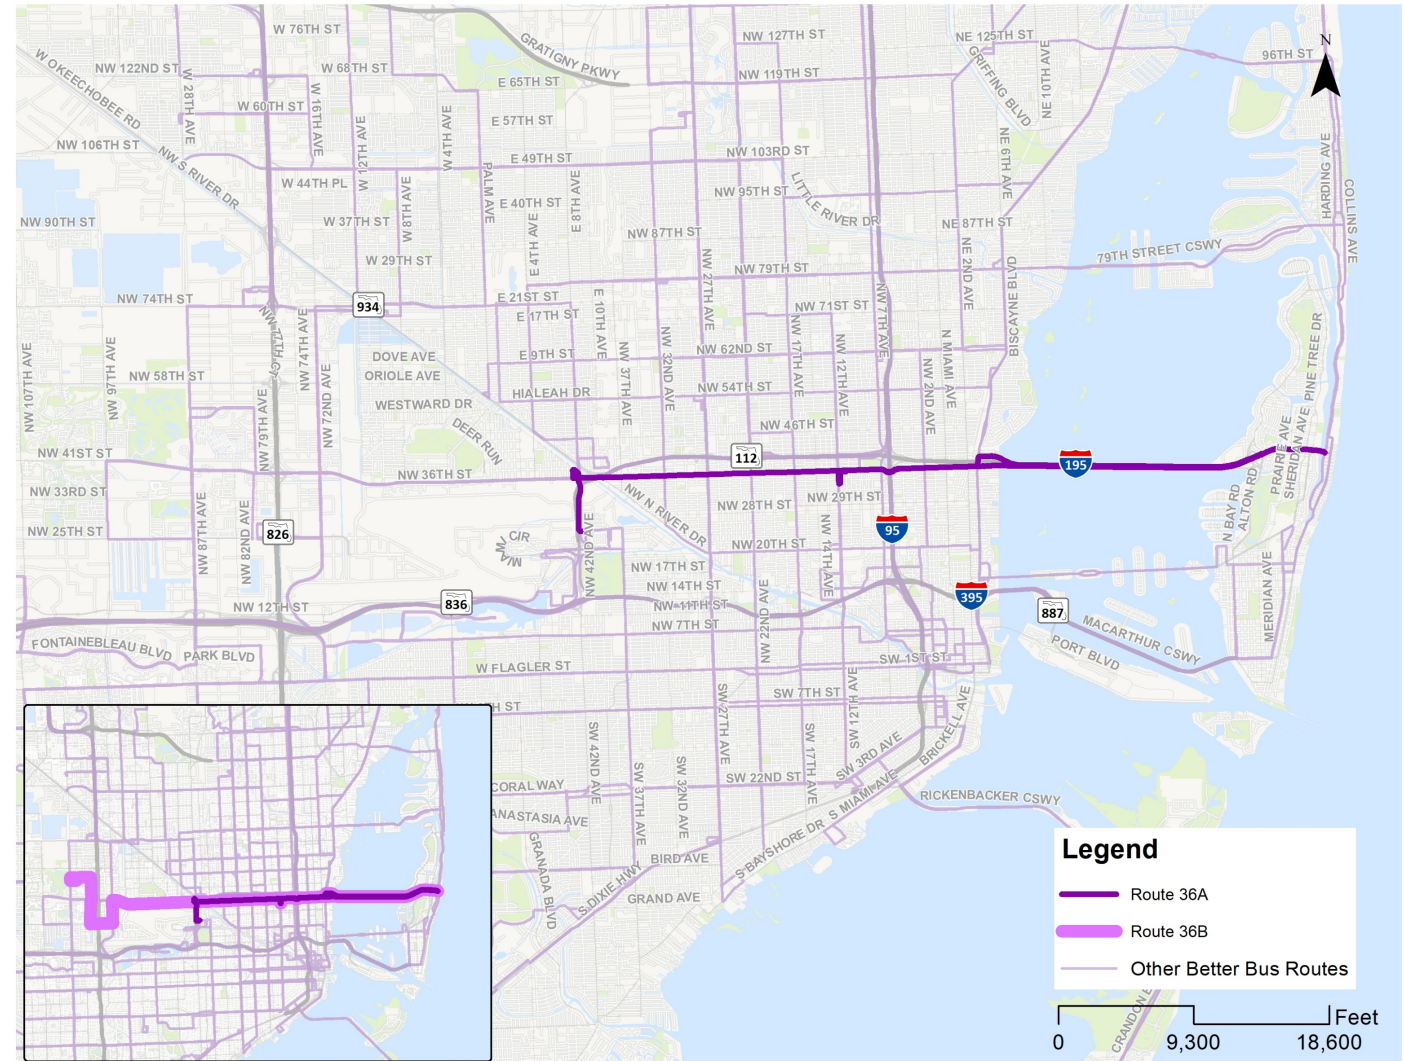 W 76TH ST
GRATIGNY PKWY
NW 127TH ST
NE 125TH ST
96TH ST
N
W OKEECHOBEE RD
NW 122ND ST
W 28TH AVE
W 68TH ST
E 65TH ST
NW 119TH ST
GRIFFING BLVD
NE 10TH AVE
W 60TH ST
W 16TH AVE
W 12TH AVE
W 4TH AVE
E 57TH ST
NE 6TH AVE
HARDING AVE
COLLINS AVE
NW 106TH ST
NW S RIVER DR
E 49TH ST
NW 103RD ST
W 44TH PL
W 8TH AVE
PALM AVE
E 8TH AVE
NW 95TH ST
LITTLE RIVER DR
NW 90TH ST
W 37TH ST
E 40TH ST
E 4TH AVE
NW 87TH ST
NE 87TH ST
W 29TH ST
NW 27TH AVE
NW 79TH ST
NE 2ND AVE
BISCAYNE BLVD
79TH STREET CSWY
NW 74TH ST
934
E 21ST ST
E 17TH ST
E 10TH AVE
NW 71ST ST
NW 7TH AVE
NW 77TH CT
NW 74TH AVE
NW 32ND AVE
NW 17TH AVE
NW 12TH AVE
N MIAMI AVE
PINE TREE DR
NW 107TH AVE
NW 97TH AVE
NW 58TH ST
DOVE AVE
ORIOLE AVE
E 9TH ST
NW 37TH AVE
NW 62ND ST
NW 2ND AVE
NW 79TH AVE
NW 72ND AVE
WESTWARD DR
HIALEAH DR
NW 54TH ST
DEER RUN
NW 46TH ST
NW 41ST ST
112
195
PRAIRIE AVE
SHERIDAN AVE
NW 36TH ST
NW 33RD ST
NW N RIVER DR
NW 28TH ST
NW 29TH ST
N BAY RD
ALTON RD
NW 25TH ST
NW 87TH AVE
NW 82ND AVE
826
MIAMI CIR
NW 42ND AVE
NW 20TH ST
NW 14TH AVE
95
NW 17TH ST
NW 14TH ST
NW 22ND AVE
395
MERIDIAN AVE
NW 12TH ST
836
NW 11TH ST
887
NW 7TH ST
MACARTHUR CSWY
PORT BLVD
FONTAINEBLEAU BLVD
PARK BLVD
W FLAGLER ST
SW 1ST ST
SW 7TH ST
SW 27TH AVE
SW 12TH AVE
SW 42ND AVE
SW 17TH AVE
SW 3RD AVE
BRICKELL AVE
SW 37TH AVE
SW 32ND AVE
SW 22ND ST
CORAL WAY
S MIAMI AVE
RICKENBACKER CSWY
ANASTASIA AVE
GRANADA BLVD
BIRD AVE
S BAYSHORE DR
S DIXIE HWY
GRAND AVE
Legend
Route 36A
Route 36B
Other Better Bus Routes
Feet
0 9,300 18,600